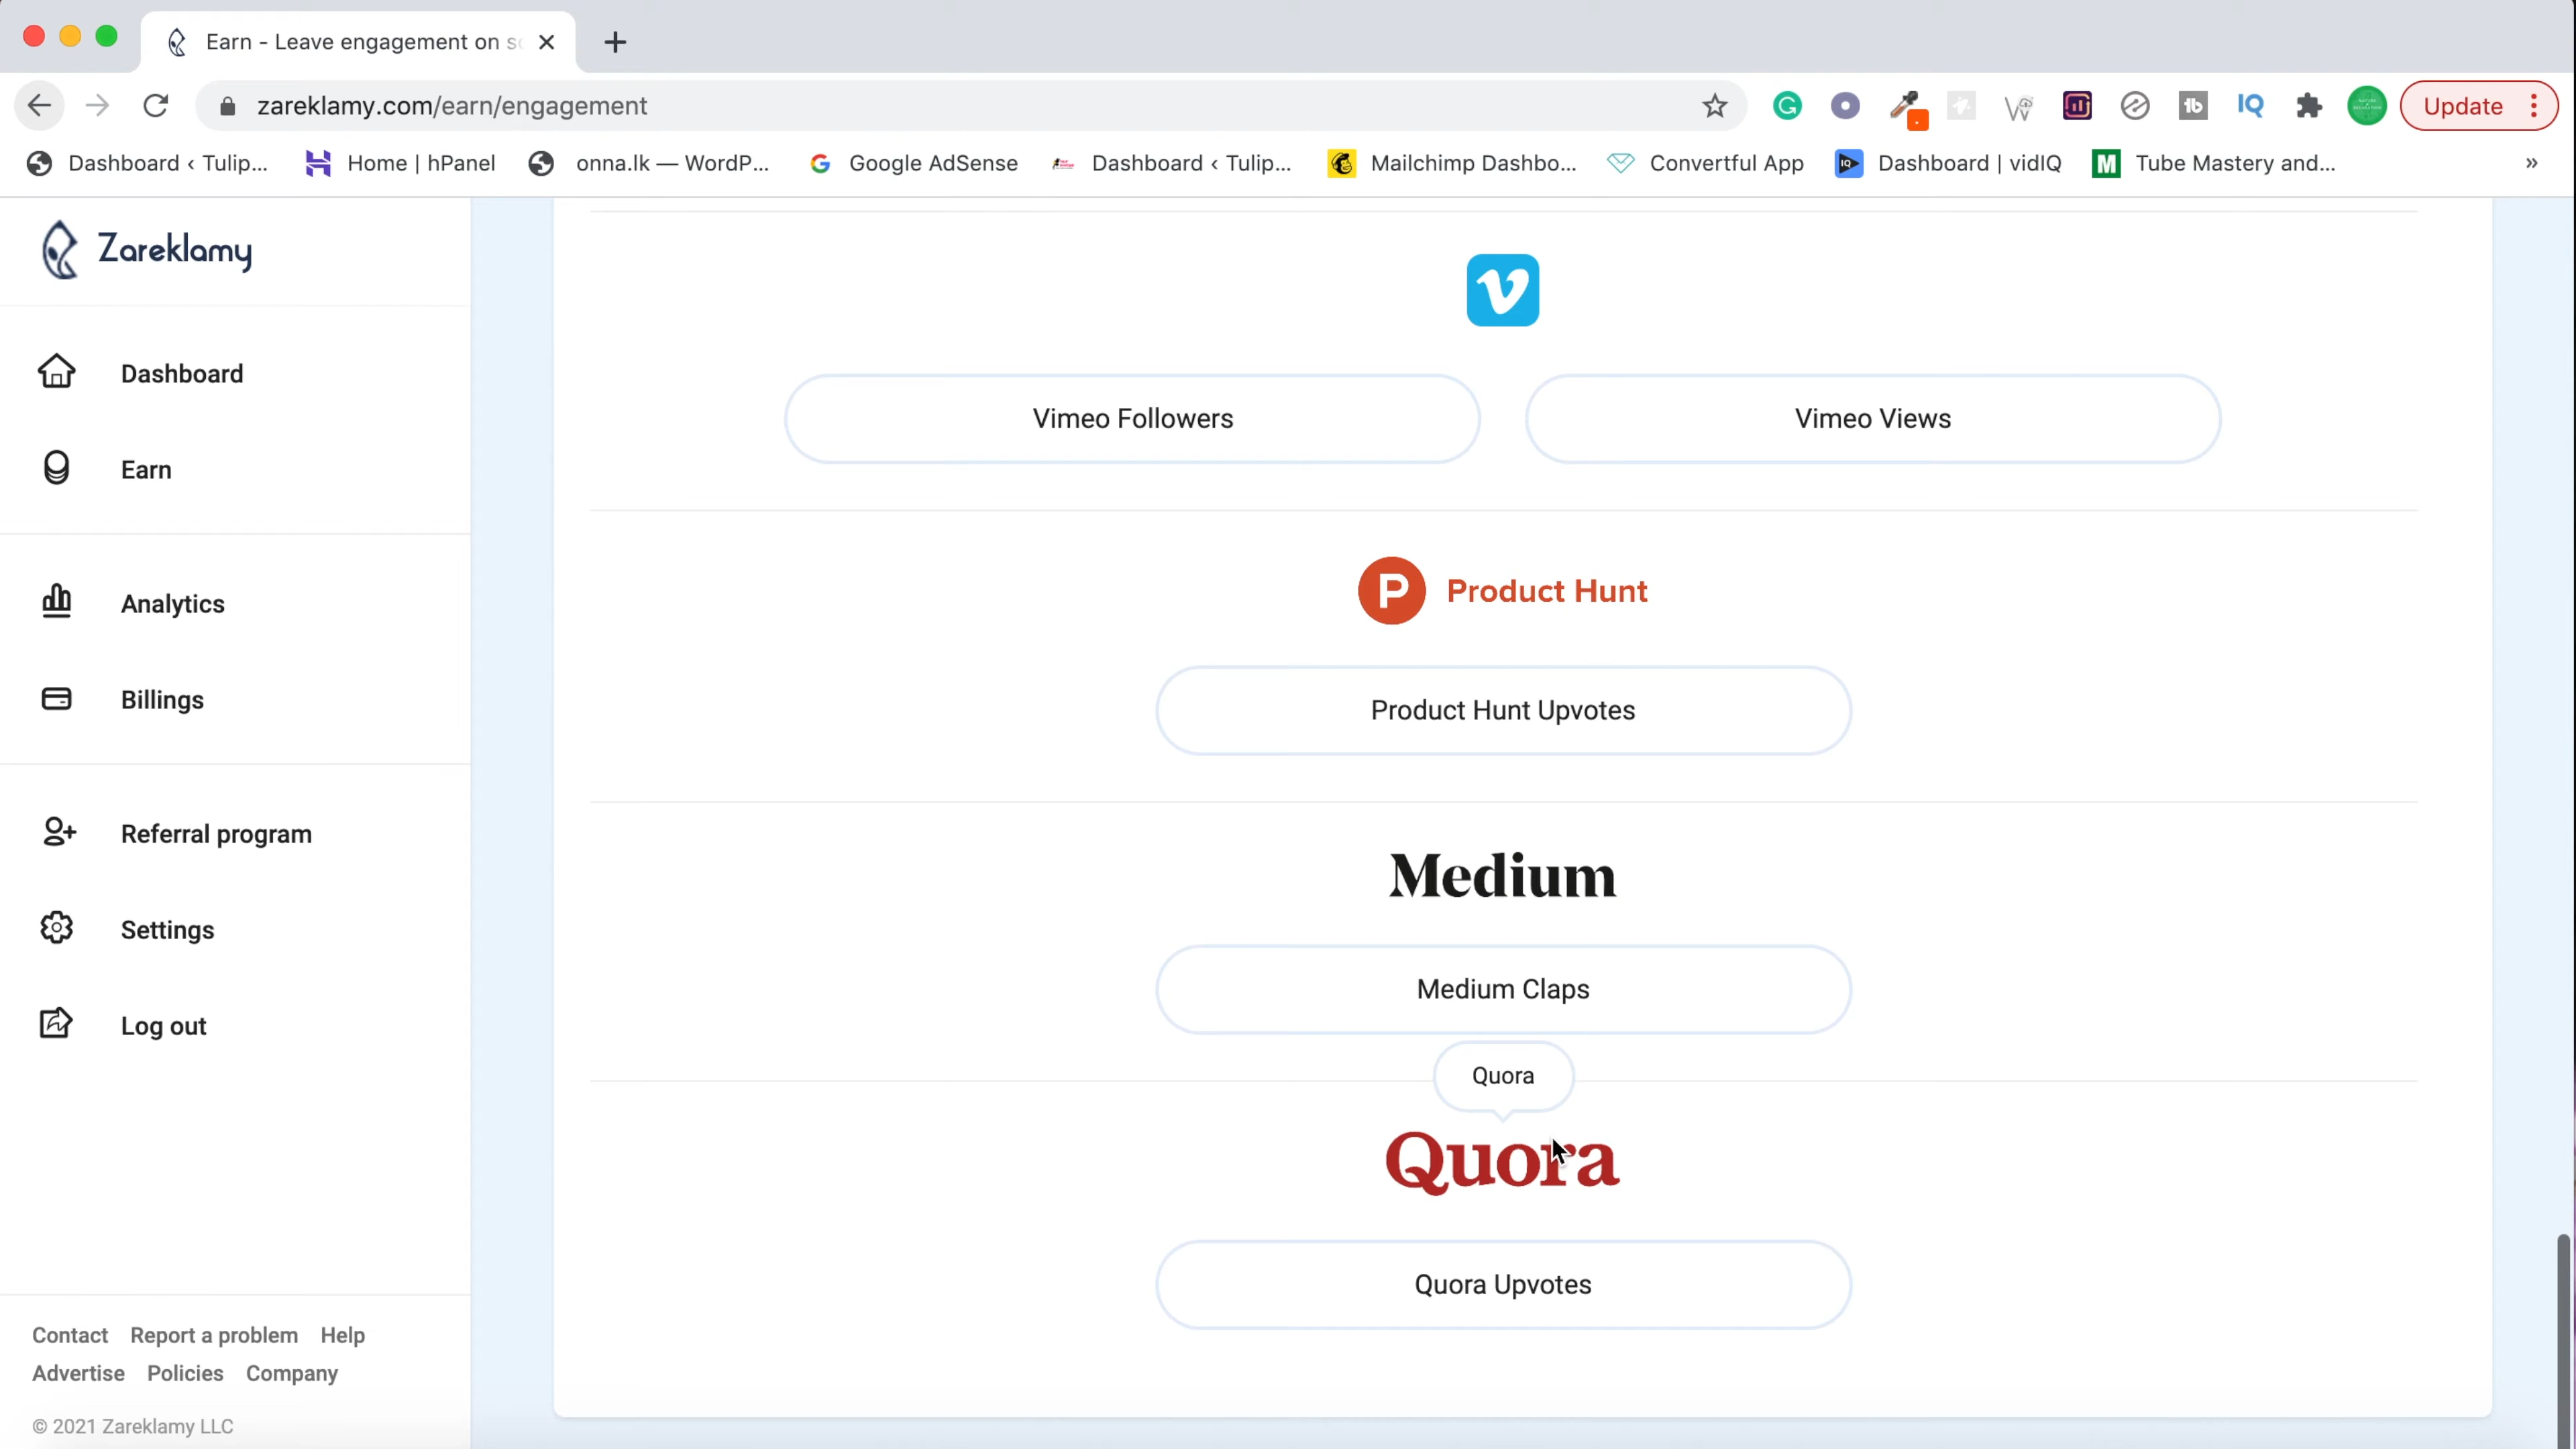 Earn - Leave engagement on so
zareklamy.com/earn/engagement
Update
Dashboard ‹ Tulip...
Home | hPanel
onna.lk — WordP...
Google AdSense
Dashboard ‹ Tulip...
Mailchimp Dashbo...
Convertful App
Dashboard | vidIQ
Tube Mastery and...
Zareklamy
Dashboard
Earn
Analytics
Billings
Referral program
Settings
Log out
Contact Report a problem Help
Advertise Policies Company
© 2021 Zareklamy LLC
Vimeo Followers
Vimeo Views
Product Hunt
Product Hunt Upvotes
Medium
Medium Claps
Quora
Quora
Quora Upvotes